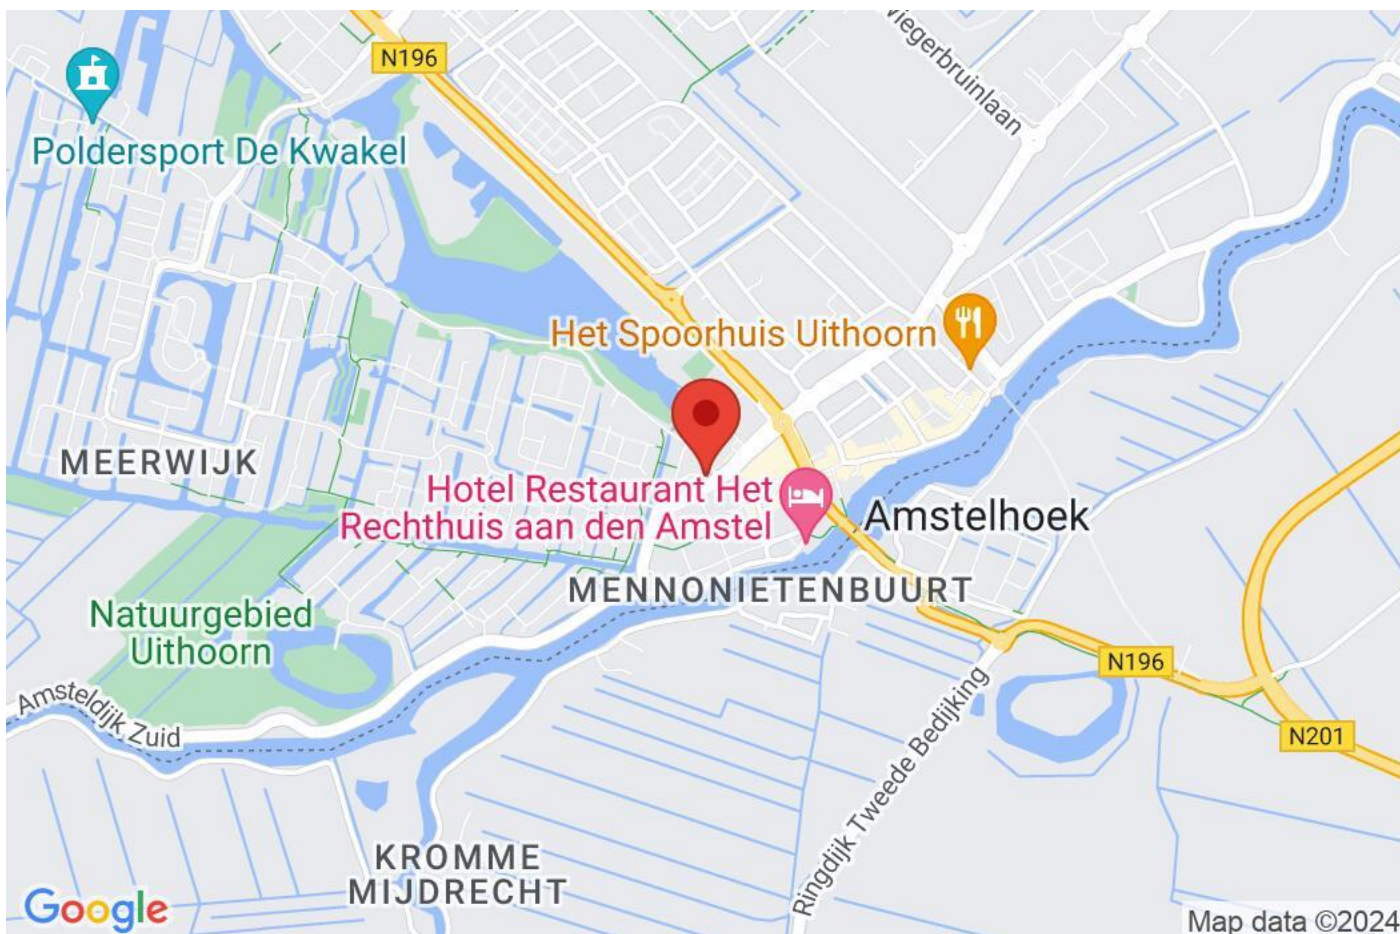 N196
Wiegerbruinlaan
Poldersport De Kwakel
Het Spoorhuis Uithoorn
MEERWIJK
Hotel Restaurant Het
Rechthuis aan den Amstel
Amstelhoek
MENNONIETENBUURT
Natuurgebied
Uithoorn
N196
Amsteldijk Zuid
N201
Ringdijk Tweede Bedijking
KROMME
MIJDRECHT
Google
Map data ©2024